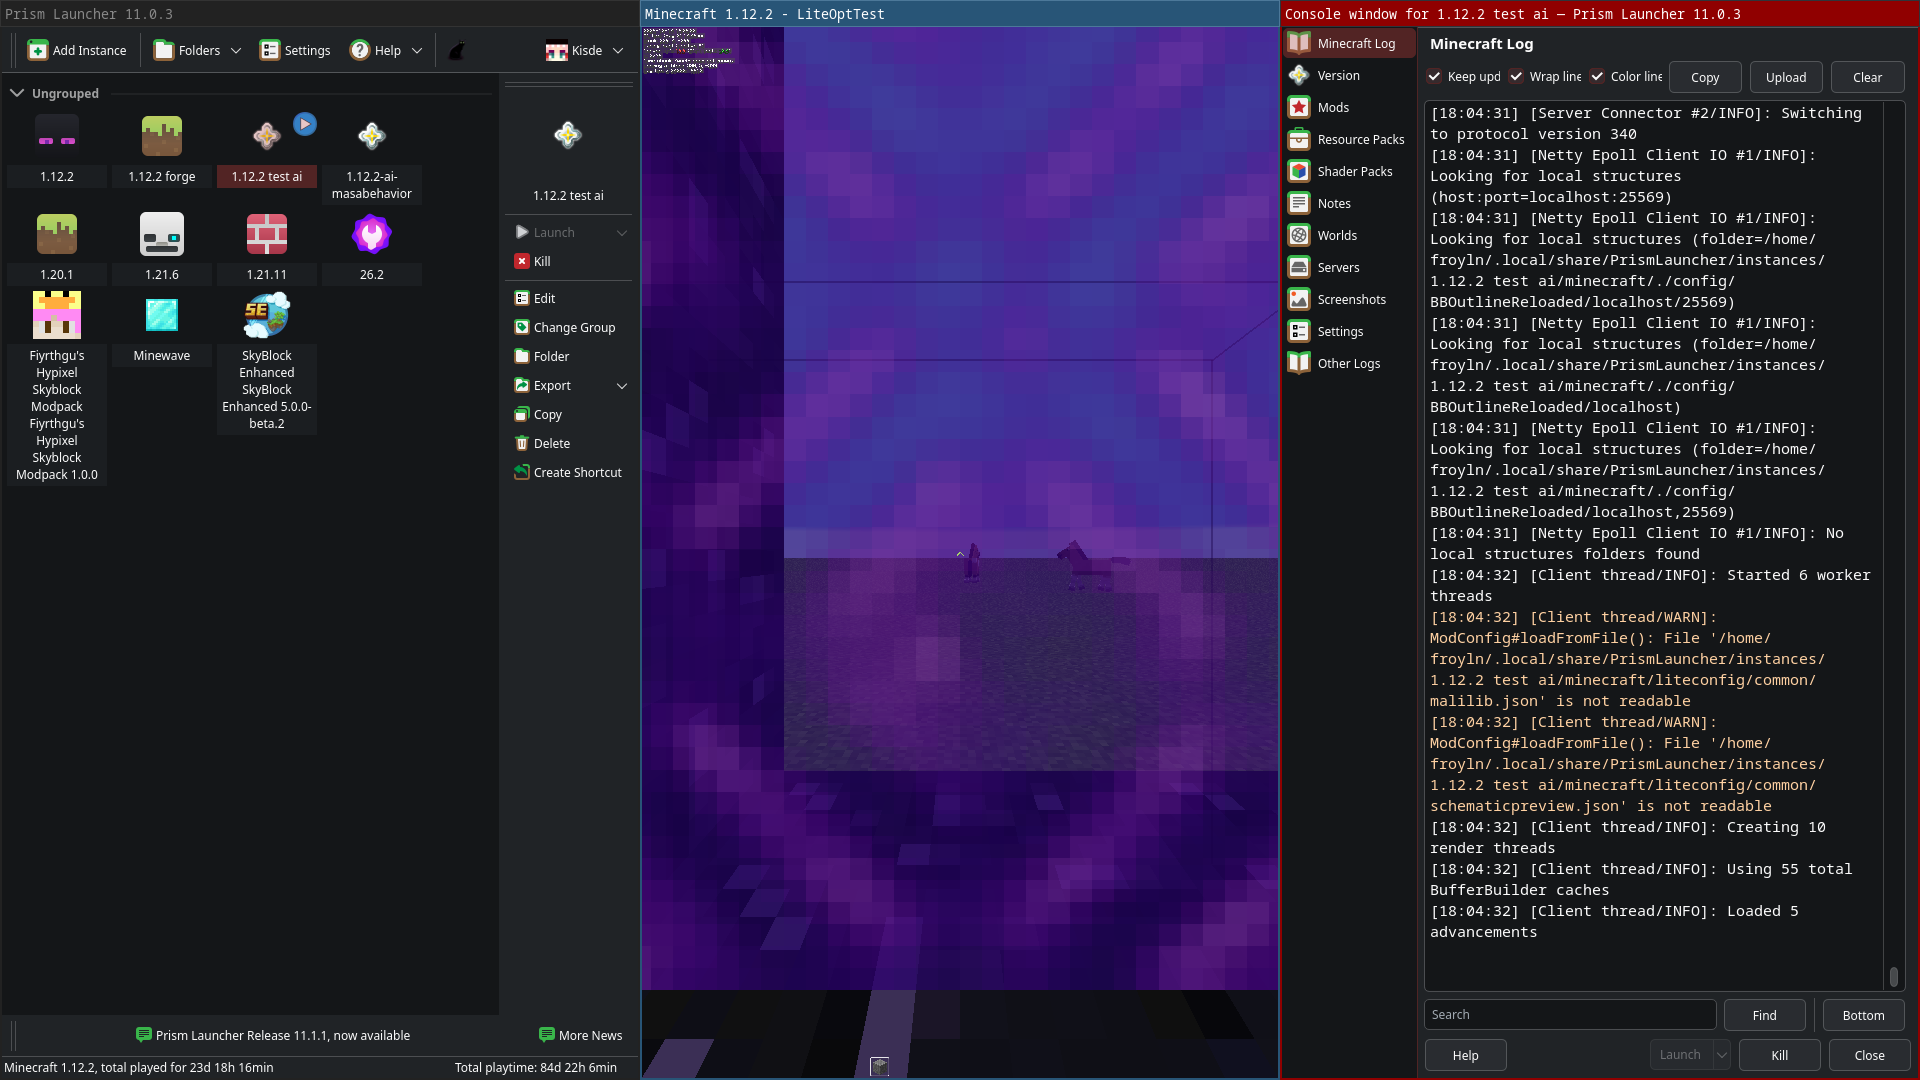 Prism Launcher 11.0.3
Add Instance
Folders
Settings
Help
Kisde
Ungrouped
1.12.2
1.12.2 forge
1.12.2 test ai
1.12.2-ai-
masabehavior
1.20.1
1.21.6
1.21.11
26.2
Fiyrthgu's
Hypixel
Skyblock
Modpack
Fiyrthgu's
Hypixel
Skyblock
Modpack 1.0.0
Minewave
SE
SkyBlock
Enhanced
SkyBlock
Enhanced 5.0.0-
beta.2
1.12.2 test ai
Launch
Kill
Edit
Change Group
Folder
Export
Copy
Delete
Create Shortcut
Prism Launcher Release 11.1.1, now available
More News
Minecraft 1.12.2, total played for 23d 18h 16min
Total playtime: 84d 22h 6min
Minecraft 1.12.2 - LiteOptTest
Console window for 1.12.2 test ai — Prism Launcher 11.0.3
Minecraft Log
Version
Mods
Resource Packs
Shader Packs
Notes
Worlds
Servers
Screenshots
Settings
Other Logs
Minecraft Log
Keep upd
Wrap line
Color line
Copy
Upload
Clear
[18:04:31] [Server Connector #2/INFO]: Switching
to protocol version 340
[18:04:31] [Netty Epoll Client IO #1/INFO]:
Looking for local structures
(host:port=localhost:25569)
[18:04:31] [Netty Epoll Client IO #1/INFO]:
Looking for local structures (folder=/home/
froyln/.local/share/PrismLauncher/instances/
1.12.2 test ai/minecraft/./config/
BBOutlineReloaded/localhost/25569)
[18:04:31] [Netty Epoll Client IO #1/INFO]:
Looking for local structures (folder=/home/
froyln/.local/share/PrismLauncher/instances/
1.12.2 test ai/minecraft/./config/
BBOutlineReloaded/localhost)
[18:04:31] [Netty Epoll Client IO #1/INFO]:
Looking for local structures (folder=/home/
froyln/.local/share/PrismLauncher/instances/
1.12.2 test ai/minecraft/./config/
BBOutlineReloaded/localhost,25569)
[18:04:31] [Netty Epoll Client IO #1/INFO]: No
local structures folders found
[18:04:32] [Client thread/INFO]: Started 6 worker
threads
[18:04:32] [Client thread/WARN]:
ModConfig#loadFromFile(): File '/home/
froyln/.local/share/PrismLauncher/instances/
1.12.2 test ai/minecraft/liteconfig/common/
malilib.json' is not readable
[18:04:32] [Client thread/WARN]:
ModConfig#loadFromFile(): File '/home/
froyln/.local/share/PrismLauncher/instances/
1.12.2 test ai/minecraft/liteconfig/common/
schematicpreview.json' is not readable
[18:04:32] [Client thread/INFO]: Creating 10
render threads
[18:04:32] [Client thread/INFO]: Using 55 total
BufferBuilder caches
[18:04:32] [Client thread/INFO]: Loaded 5
advancements
Search
Find
Bottom
Help
Launch
Kill
Close